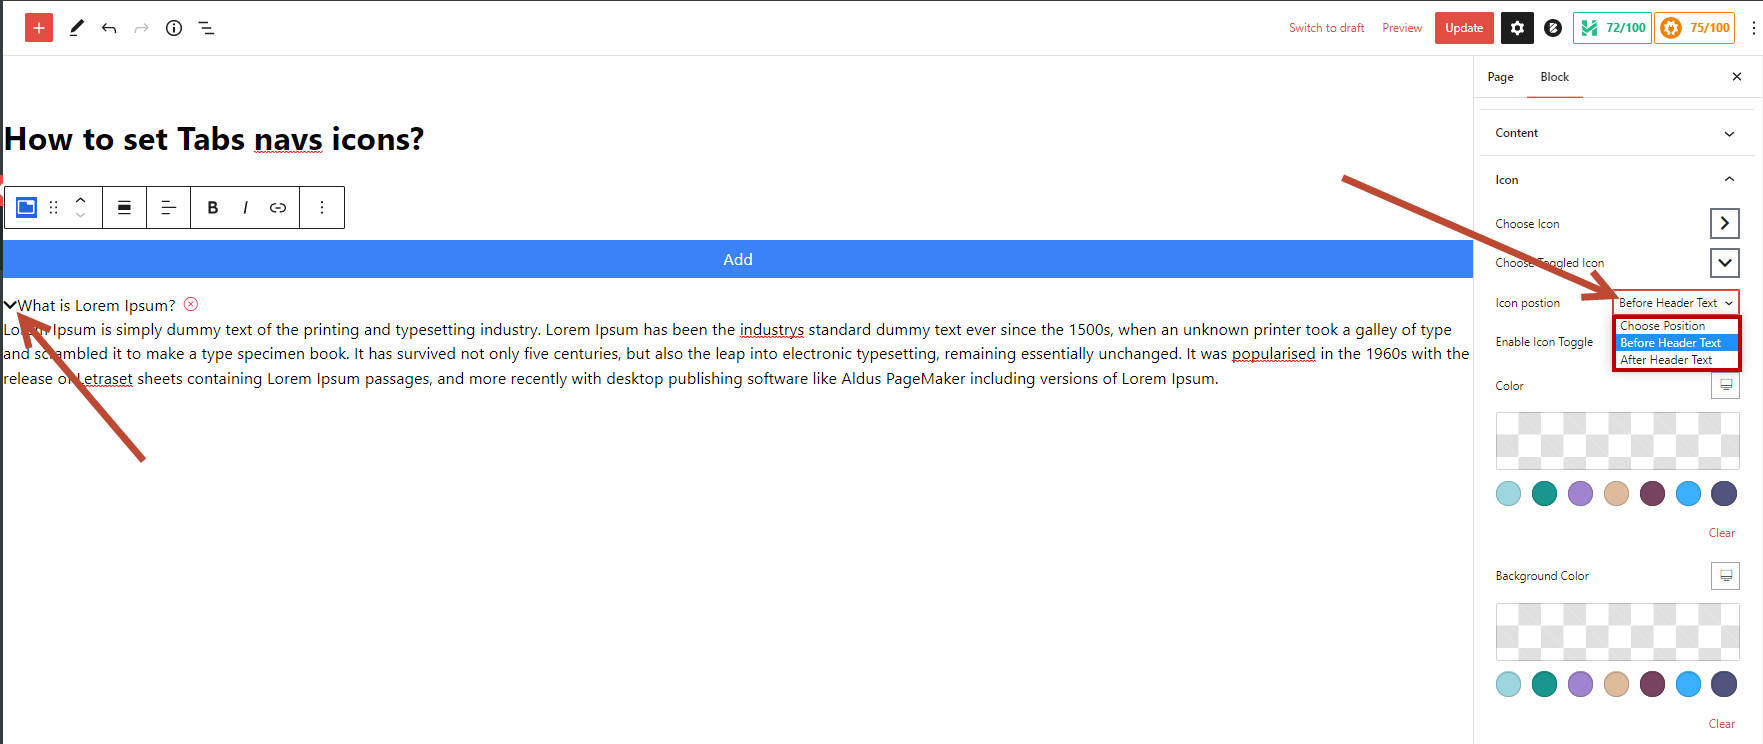 Switch to draft Preview Update 72/100 75/100
Page Block
How to set Tabs navs icons?
B I
Add
What is Lorem Ipsum?
Lorem Ipsum is simply dummy text of the printing and typesetting industry. Lorem Ipsum has been the industrys standard dummy text ever since the 1500s, when an unknown printer took a galley of type
and scrambled it to make a type specimen book. It has survived not only five centuries, but also the leap into electronic typesetting, remaining essentially unchanged. It was popularised in the 1960s with the
release of Letraset sheets containing Lorem Ipsum passages, and more recently with desktop publishing software like Aldus PageMaker including versions of Lorem Ipsum.
Content
Icon
Choose Icon
Choose Toggled Icon
Icon postion Before Header Text
Choose Position
Before Header Text
After Header Text
Enable Icon Toggle
Color
Clear
Background Color
Clear